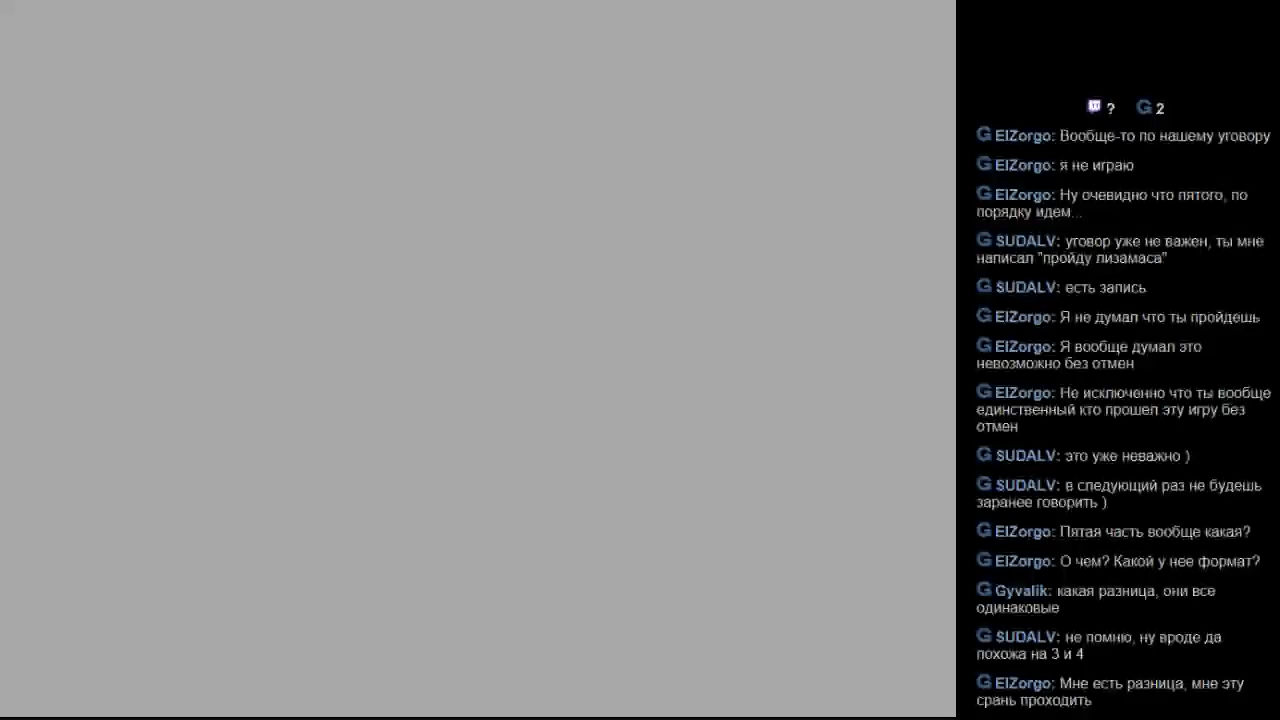 ? G 2
G ElZorgo: Вообще-то по нашему уговору
G ElZorgo: я не играю
G ElZorgo: Ну очевидно что пятого, по
порядку идем...
G SUDALV: уговор уже не важен, ты мне
написал "пройду лизамаса"
G SUDALV: есть запись
G ElZorgo: Я не думал что ты пройдешь
G ElZorgo: Я вообще думал это
невозможно без отмен
G ElZorgo: Не исключенно что ты вообще
единственный кто прошел эту игру без
отмен
G SUDALV: это уже неважно )
G SUDALV: в следующий раз не будешь
заранее говорить )
G ElZorgo: Пятая часть вообще какая?
G ElZorgo: О чем? Какой у нее формат?
G Gyvalik: какая разница, они все
одинаковые
G SUDALV: не помню, ну вроде да
похожа на 3 и 4
G ElZorgo: Мне есть разница, мне эту
срань проходить